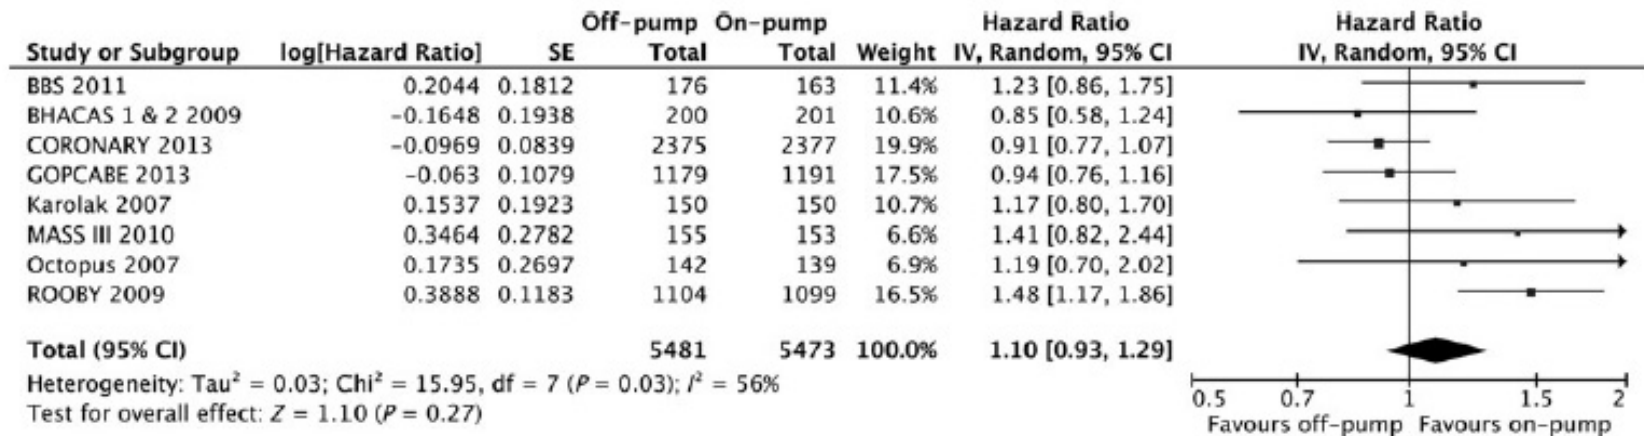 Off-pump On-pump Hazard Ratio Hazard Ratio
Study or Subgroup log[Hazard Ratio] SE Total Total Weight IV, Random, 95% CI IV, Random, 95% CI
BBS 2011 0.2044 0.1812 176 163 11.4% 1.23 [0.86, 1.75]
BHACAS 1 & 2 2009 -0.1648 0.1938 200 201 10.6% 0.85 [0.58, 1.24]
CORONARY 2013 -0.0969 0.0839 2375 2377 19.9% 0.91 [0.77, 1.07]
GOPCABE 2013 -0.063 0.1079 1179 1191 17.5% 0.94 [0.76, 1.16]
Karolak 2007 0.1537 0.1923 150 150 10.7% 1.17 [0.80, 1.70]
MASS III 2010 0.3464 0.2782 155 153 6.6% 1.41 [0.82, 2.44]
Octopus 2007 0.1735 0.2697 142 139 6.9% 1.19 [0.70, 2.02]
ROOBY 2009 0.3888 0.1183 1104 1099 16.5% 1.48 [1.17, 1.86]
Total (95% CI) 5481 5473 100.0% 1.10 [0.93, 1.29]
Heterogeneity: Tau² = 0.03; Chi² = 15.95, df = 7 (P = 0.03); I² = 56%
Test for overall effect: Z = 1.10 (P = 0.27)
0.5 0.7 1 1.5 2
Favours off-pump Favours on-pump